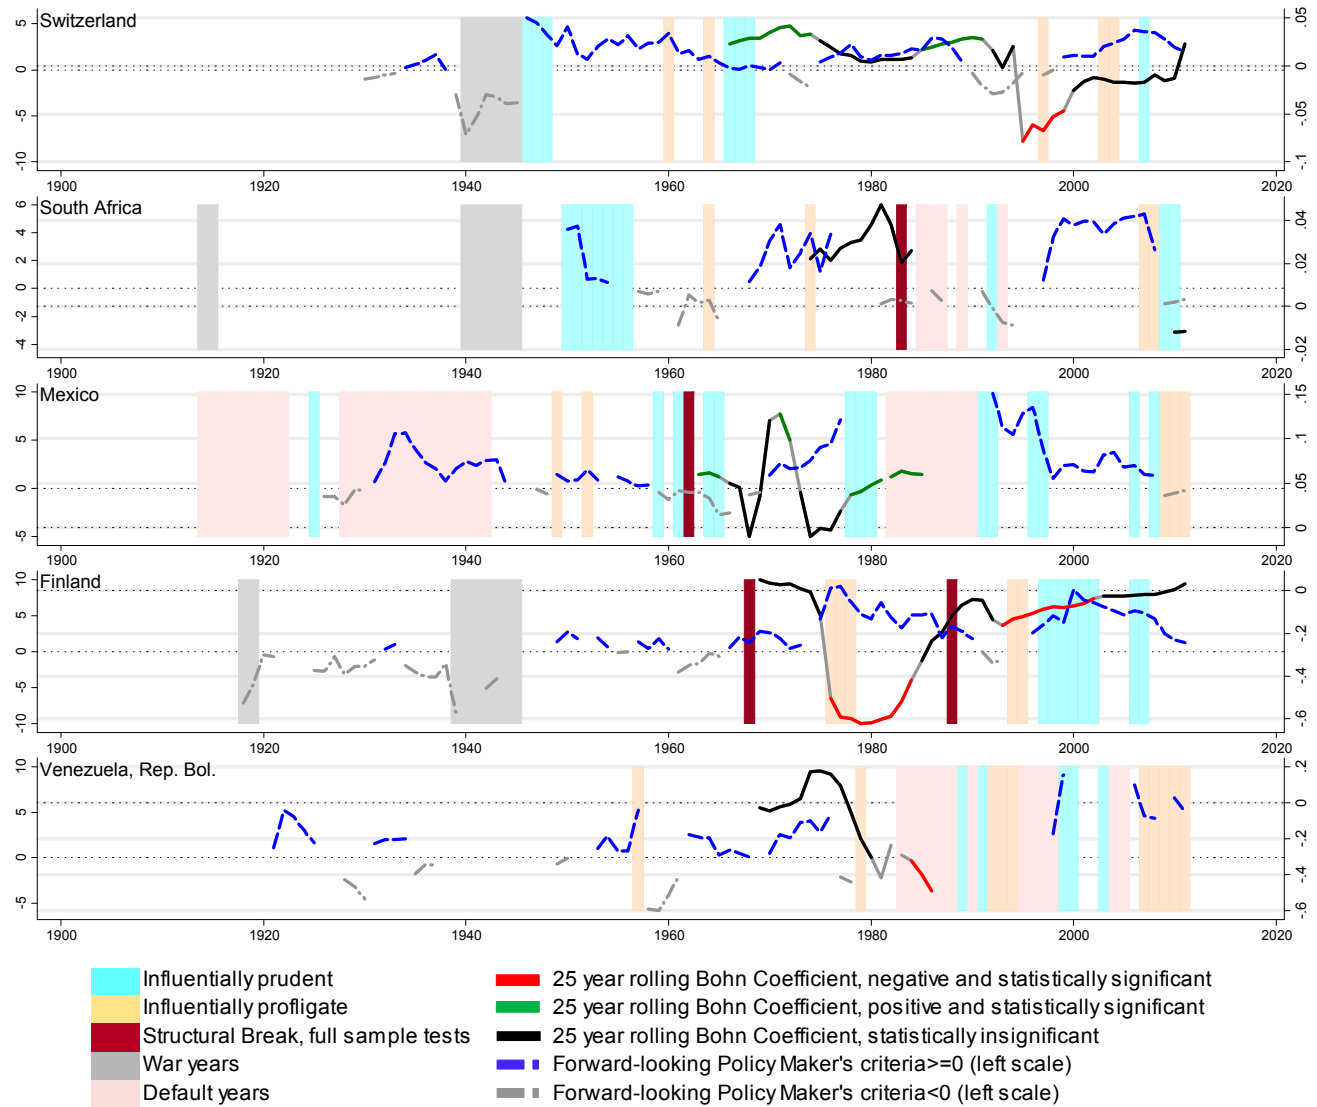 Switzerland
5
0
-5
-10
.05
0
-.05
-.1
1900 1920 1940 1960 1980 2000 2020
South Africa
6
4
2
0
-2
4
.04
.02
0
-.02
1900 1920 1940 1960 1980 2000 2020
Mexico
10
5
0
-5
.15
.1
.05
0
1900 1920 1940 1960 1980 2000 2020
Finland
10
5
0
-5
-10
0
-.2
-.4
-.6
1900 1920 1940 1960 1980 2000 2020
Venezuela, Rep. Bol.
10
5
0
-5
.2
0
-.2
-.4
-.6
1900 1920 1940 1960 1980 2000 2020
Influentially prudent
Influentially profligate
Structural Break, full sample tests
War years
Default years
25 year rolling Bohn Coefficient, negative and statistically significant
25 year rolling Bohn Coefficient, positive and statistically significant
25 year rolling Bohn Coefficient, statistically insignificant
Forward-looking Policy Maker's criteria>=0 (left scale)
Forward-looking Policy Maker's criteria<0 (left scale)